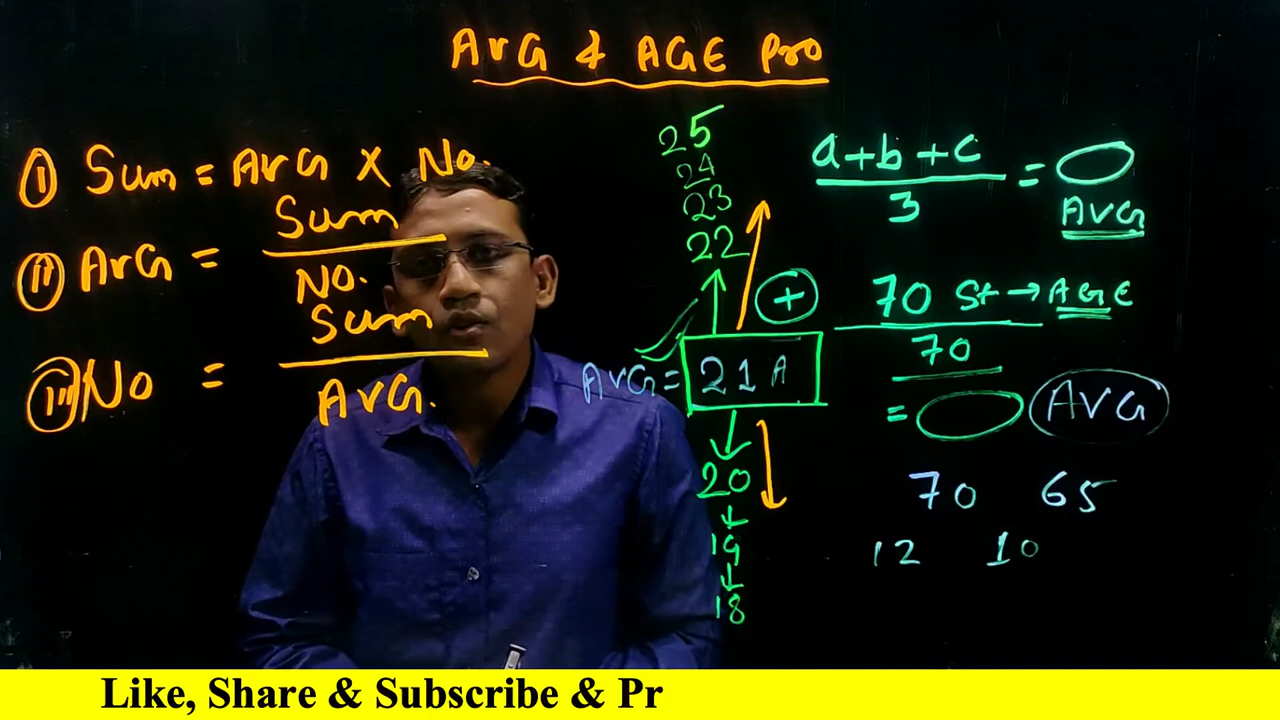 AVG & AGE Pro
I Sum = AVG X No.
II AVG = Sum
No.
III No = Sum
AVG.
25
24
23
22
+
AVG = 21 A
20
19
18
a+b+c
3
=
AVG
70 St → AGE
70
= AVG
70 65
12 10
Like, Share & Subscribe & Pr